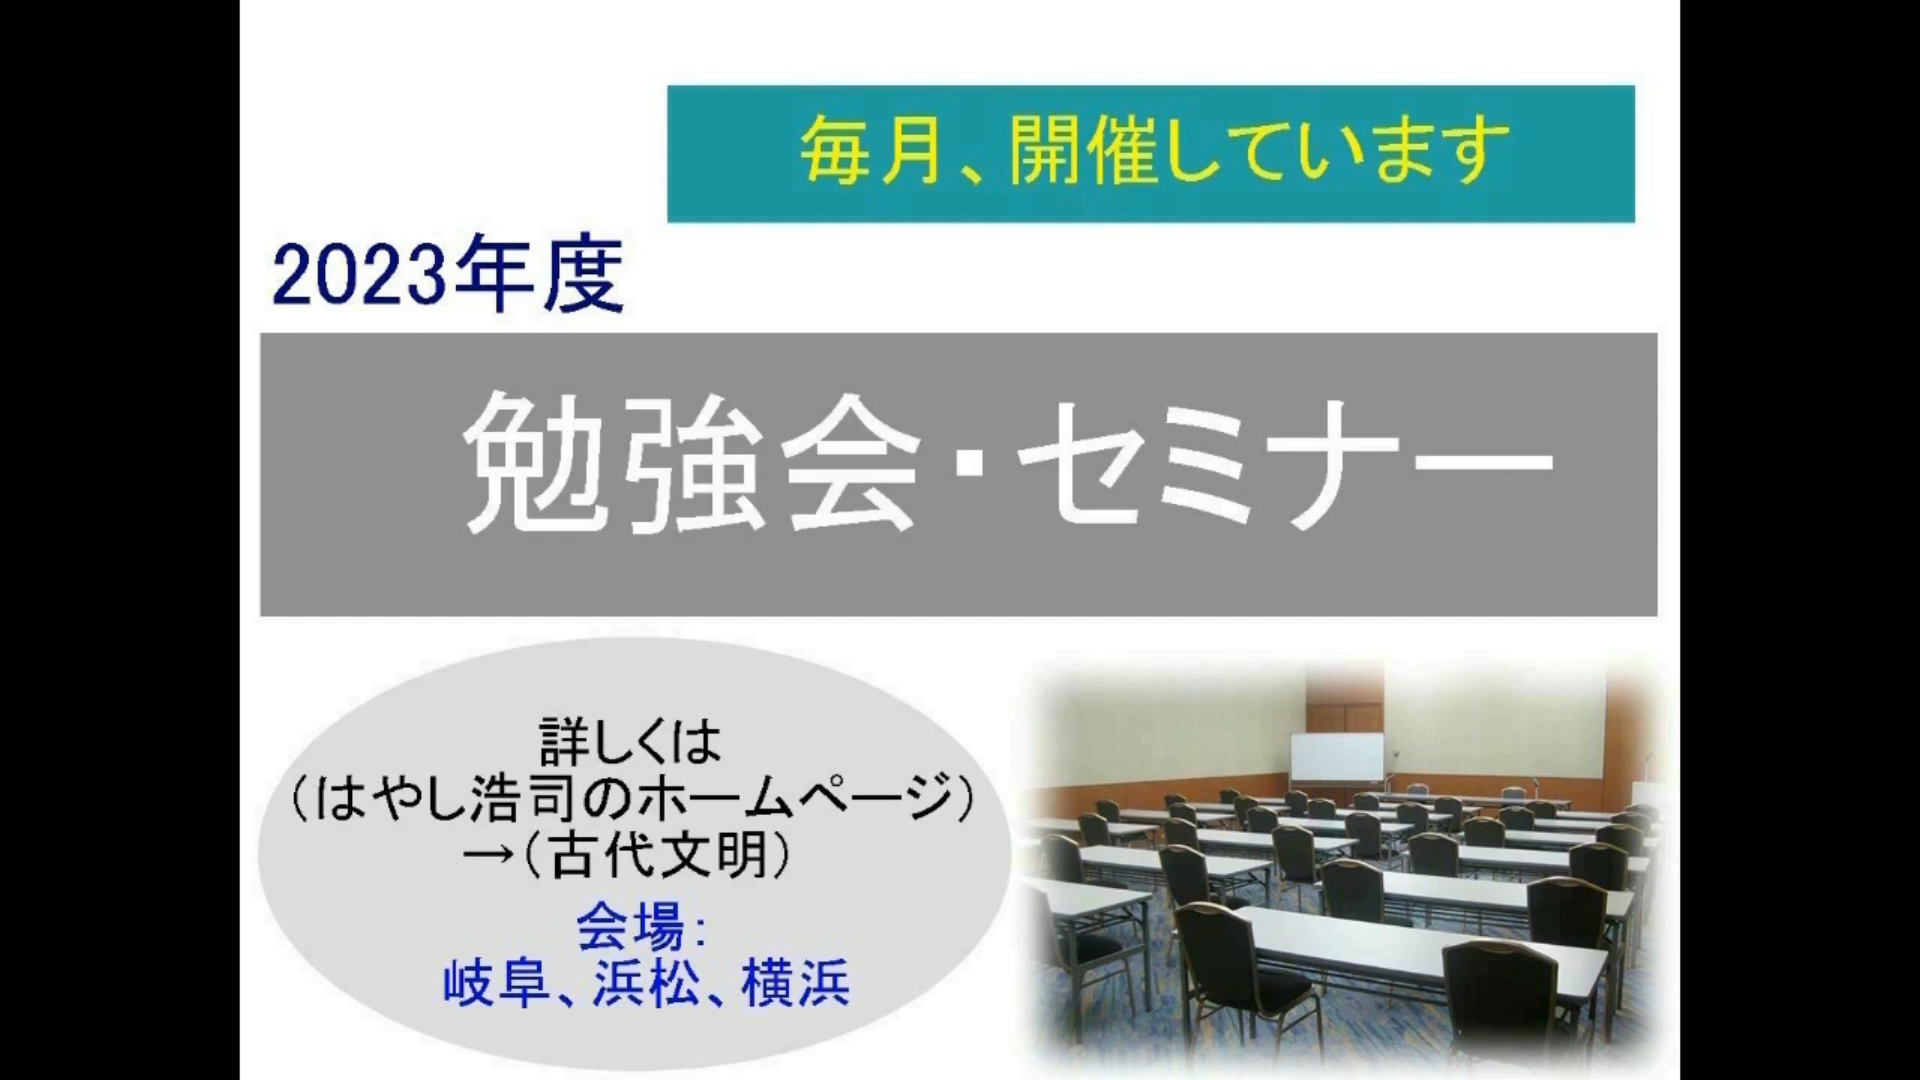 毎月、開催しています
2023年度
勉強会・セミナー
詳しくは
（はやし浩司のホームページ）
→（古代文明）
会場：
岐阜、浜松、横浜